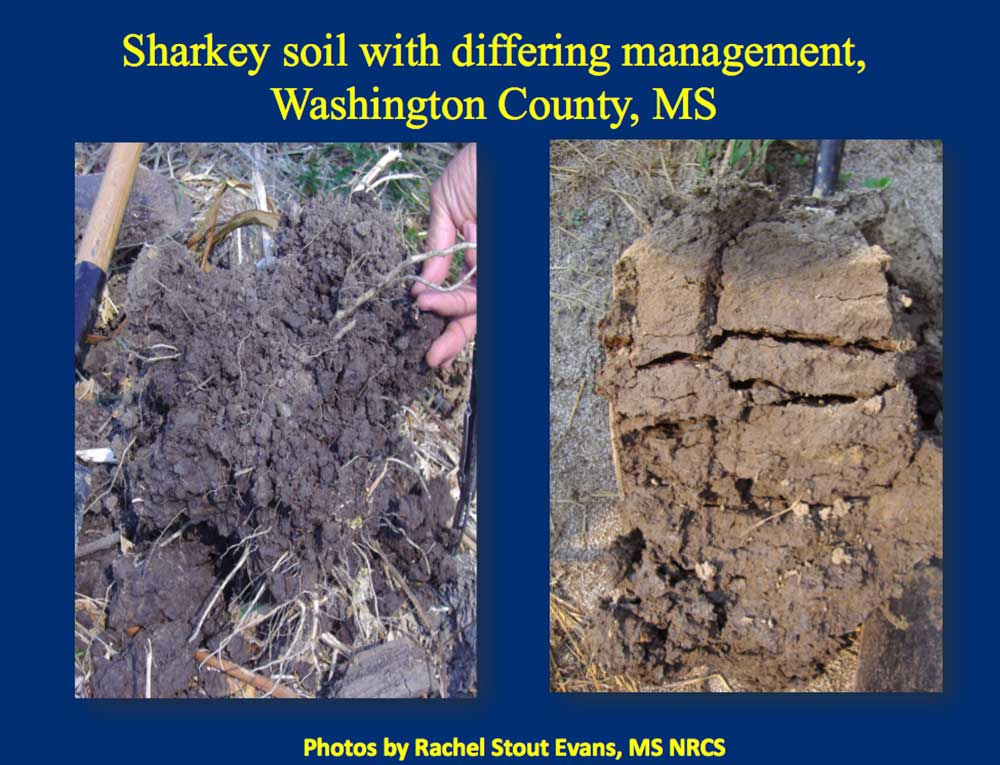 Sharkey soil with differing management,
Washington County, MS
Photos by Rachel Stout Evans, MS NRCS